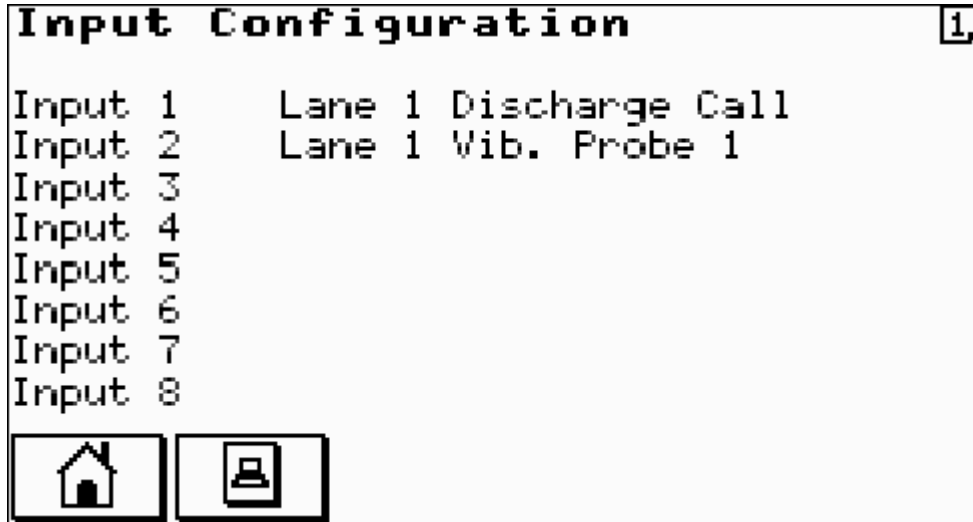 Input Configuration 1
Input 1 Lane 1 Discharge Call
Input 2 Lane 1 Vib. Probe 1
Input 3
Input 4
Input 5
Input 6
Input 7
Input 8